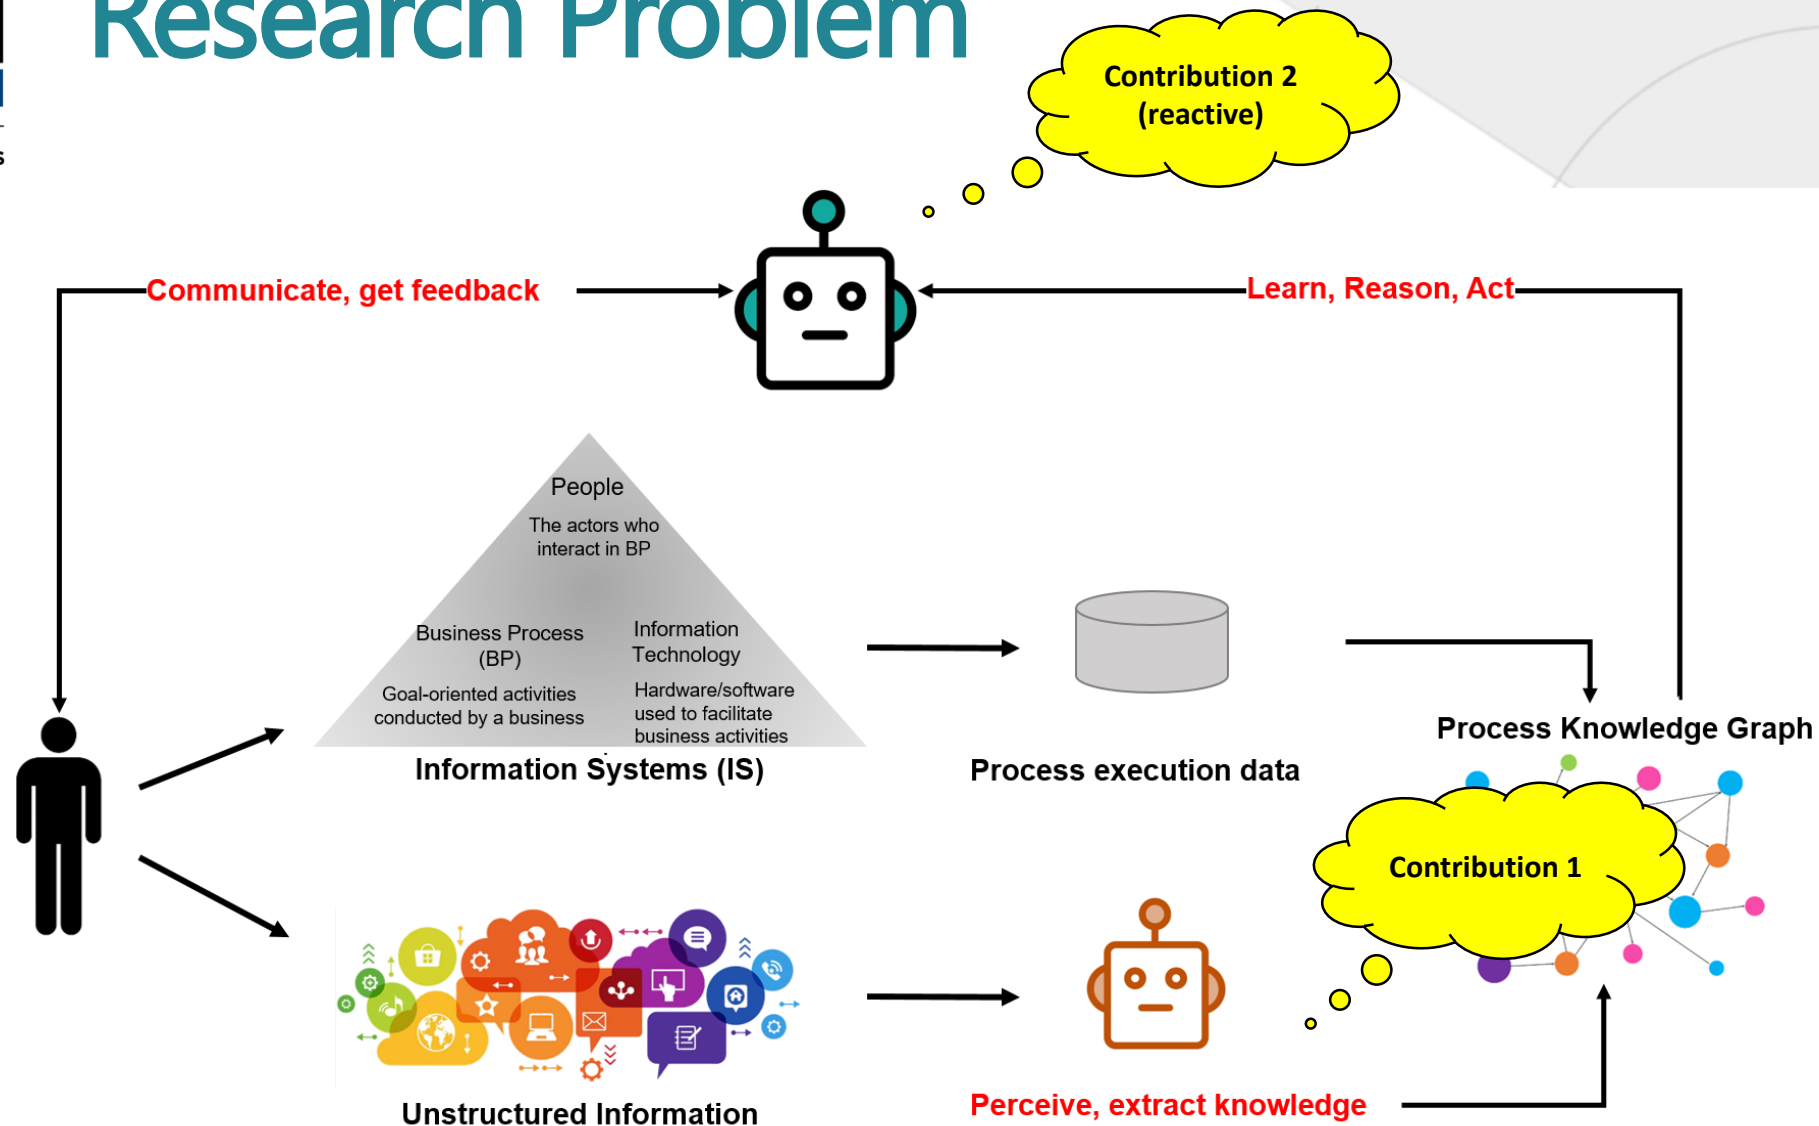 Research Problem
s
Contribution 2
(reactive)
Communicate, get feedback
Learn, Reason, Act
People
The actors who
interact in BP
Business Process
(BP)
Goal-oriented activities
conducted by a business
Information
Technology
Hardware/software
used to facilitate
business activities
Information Systems (IS)
Process execution data
Process Knowledge Graph
Contribution 1
Unstructured Information
Perceive, extract knowledge